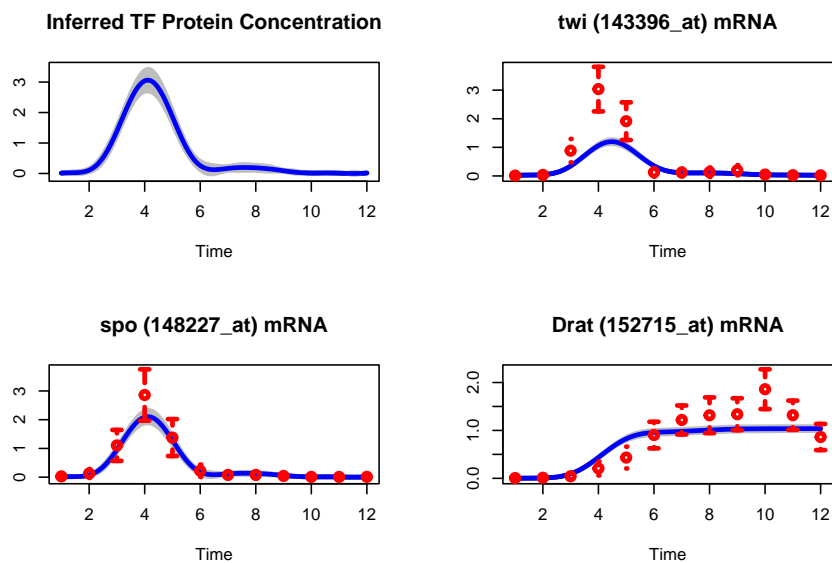 Inferred TF Protein Concentration
0 1 2 3
2 4 6 8 10 12
Time
twi (143396_at) mRNA
0 1 2 3
2 4 6 8 10 12
Time
spo (148227_at) mRNA
0 1 2 3
2 4 6 8 10 12
Time
Drat (152715_at) mRNA
0.0 1.0 2.0
2 4 6 8 10 12
Time